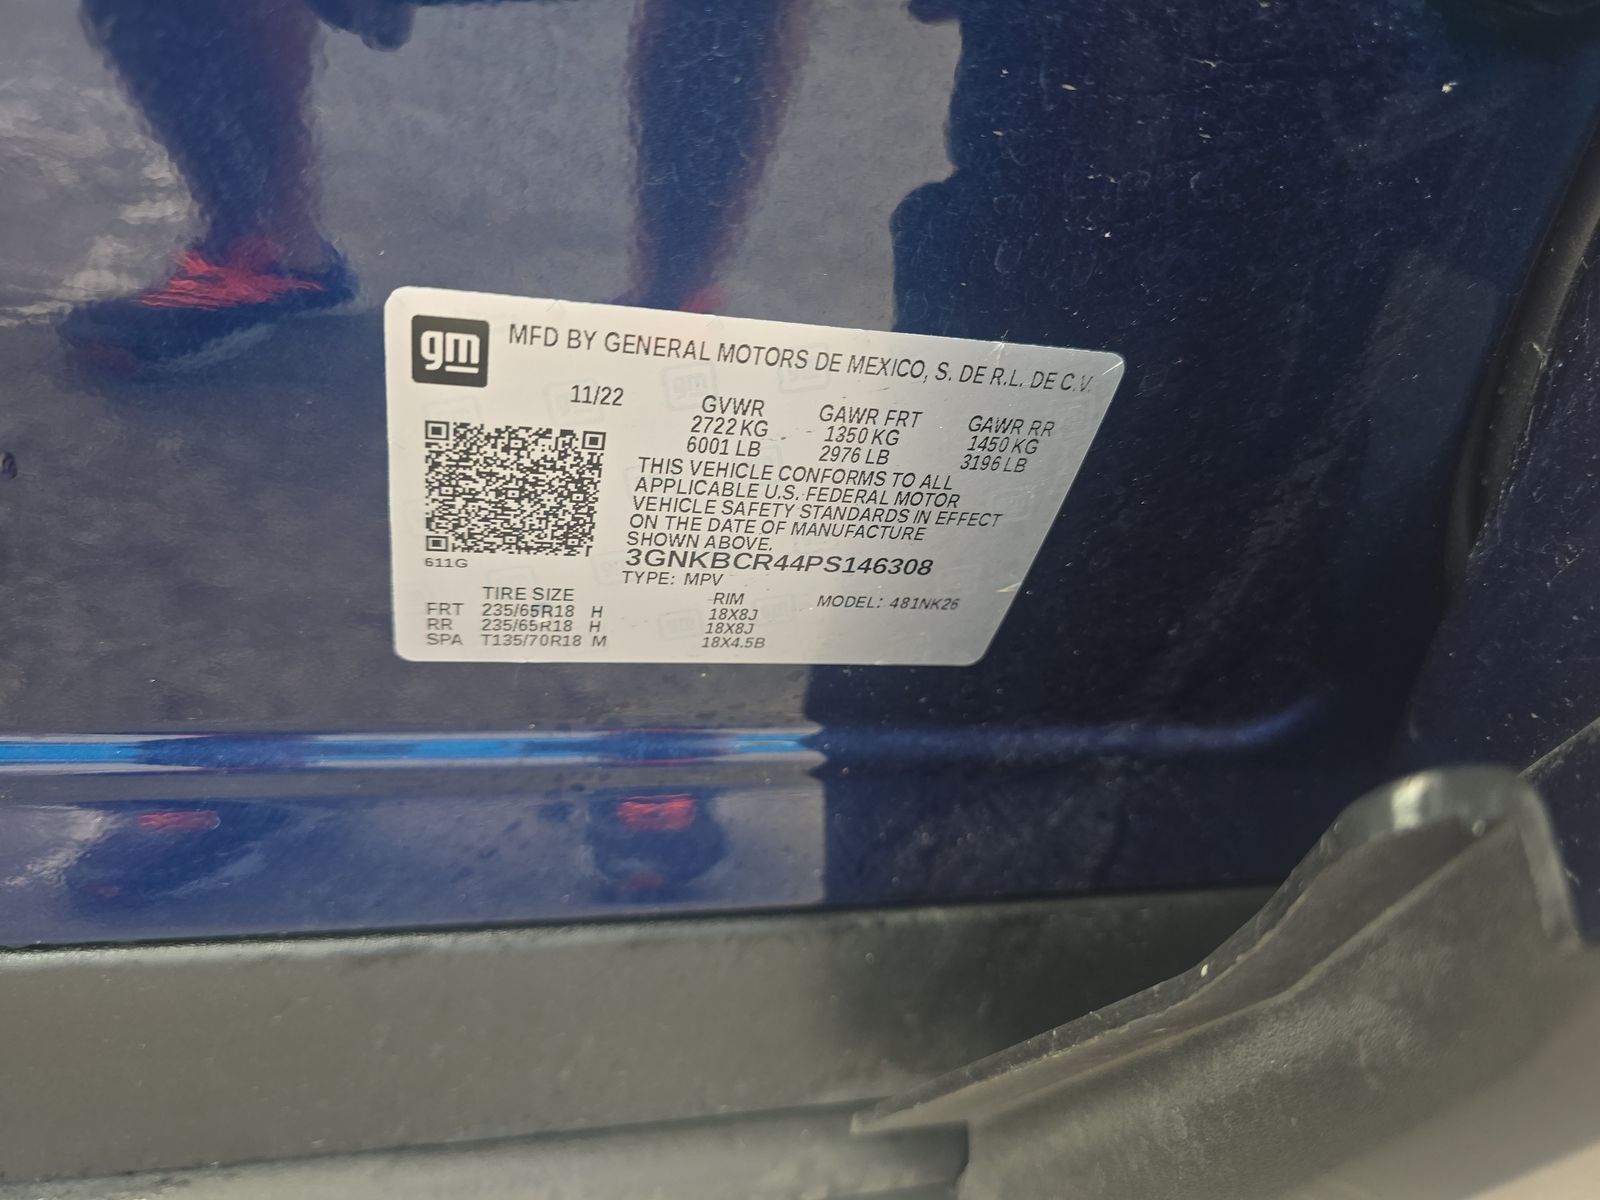 gm
MFD BY GENERAL MOTORS DE MEXICO, S. DE R.L. DE C.V.
11/22
GVWR GAWR FRT GAWR RR
2722 KG 1350 KG 1450 KG
6001 LB 2976 LB 3196 LB
THIS VEHICLE CONFORMS TO ALL
APPLICABLE U.S. FEDERAL MOTOR
VEHICLE SAFETY STANDARDS IN EFFECT
ON THE DATE OF MANUFACTURE
SHOWN ABOVE.
3GNKBCR44PS146308
611G
TYPE: MPV
TIRE SIZE RIM MODEL: 481NK26
FRT 235/65R18 H 18X8J
RR 235/65R18 H 18X8J
SPA T135/70R18 M 18X4.5B